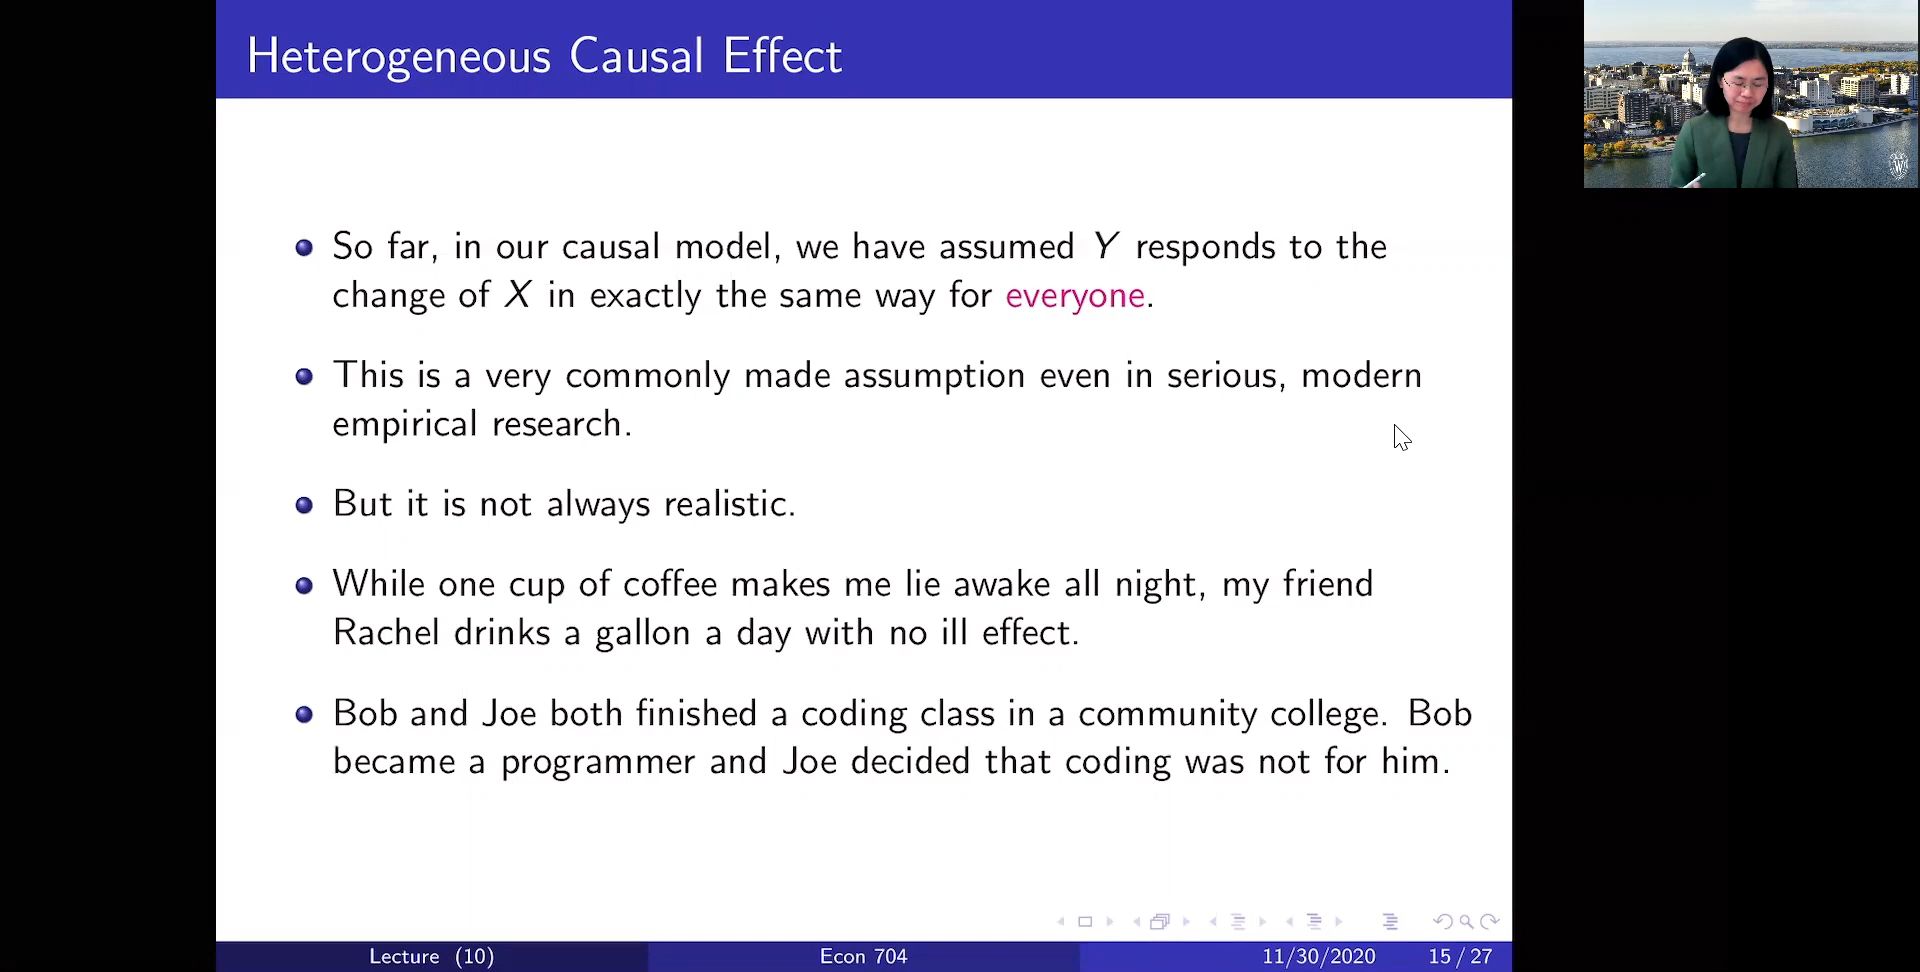 Heterogeneous Causal Effect
So far, in our causal model, we have assumed Y responds to the
change of X in exactly the same way for everyone.
This is a very commonly made assumption even in serious, modern
empirical research.
But it is not always realistic.
While one cup of coffee makes me lie awake all night, my friend
Rachel drinks a gallon a day with no ill effect.
Bob and Joe both finished a coding class in a community college. Bob
became a programmer and Joe decided that coding was not for him.
Lecture (10)
Econ 704
11/30/2020
15 / 27
W